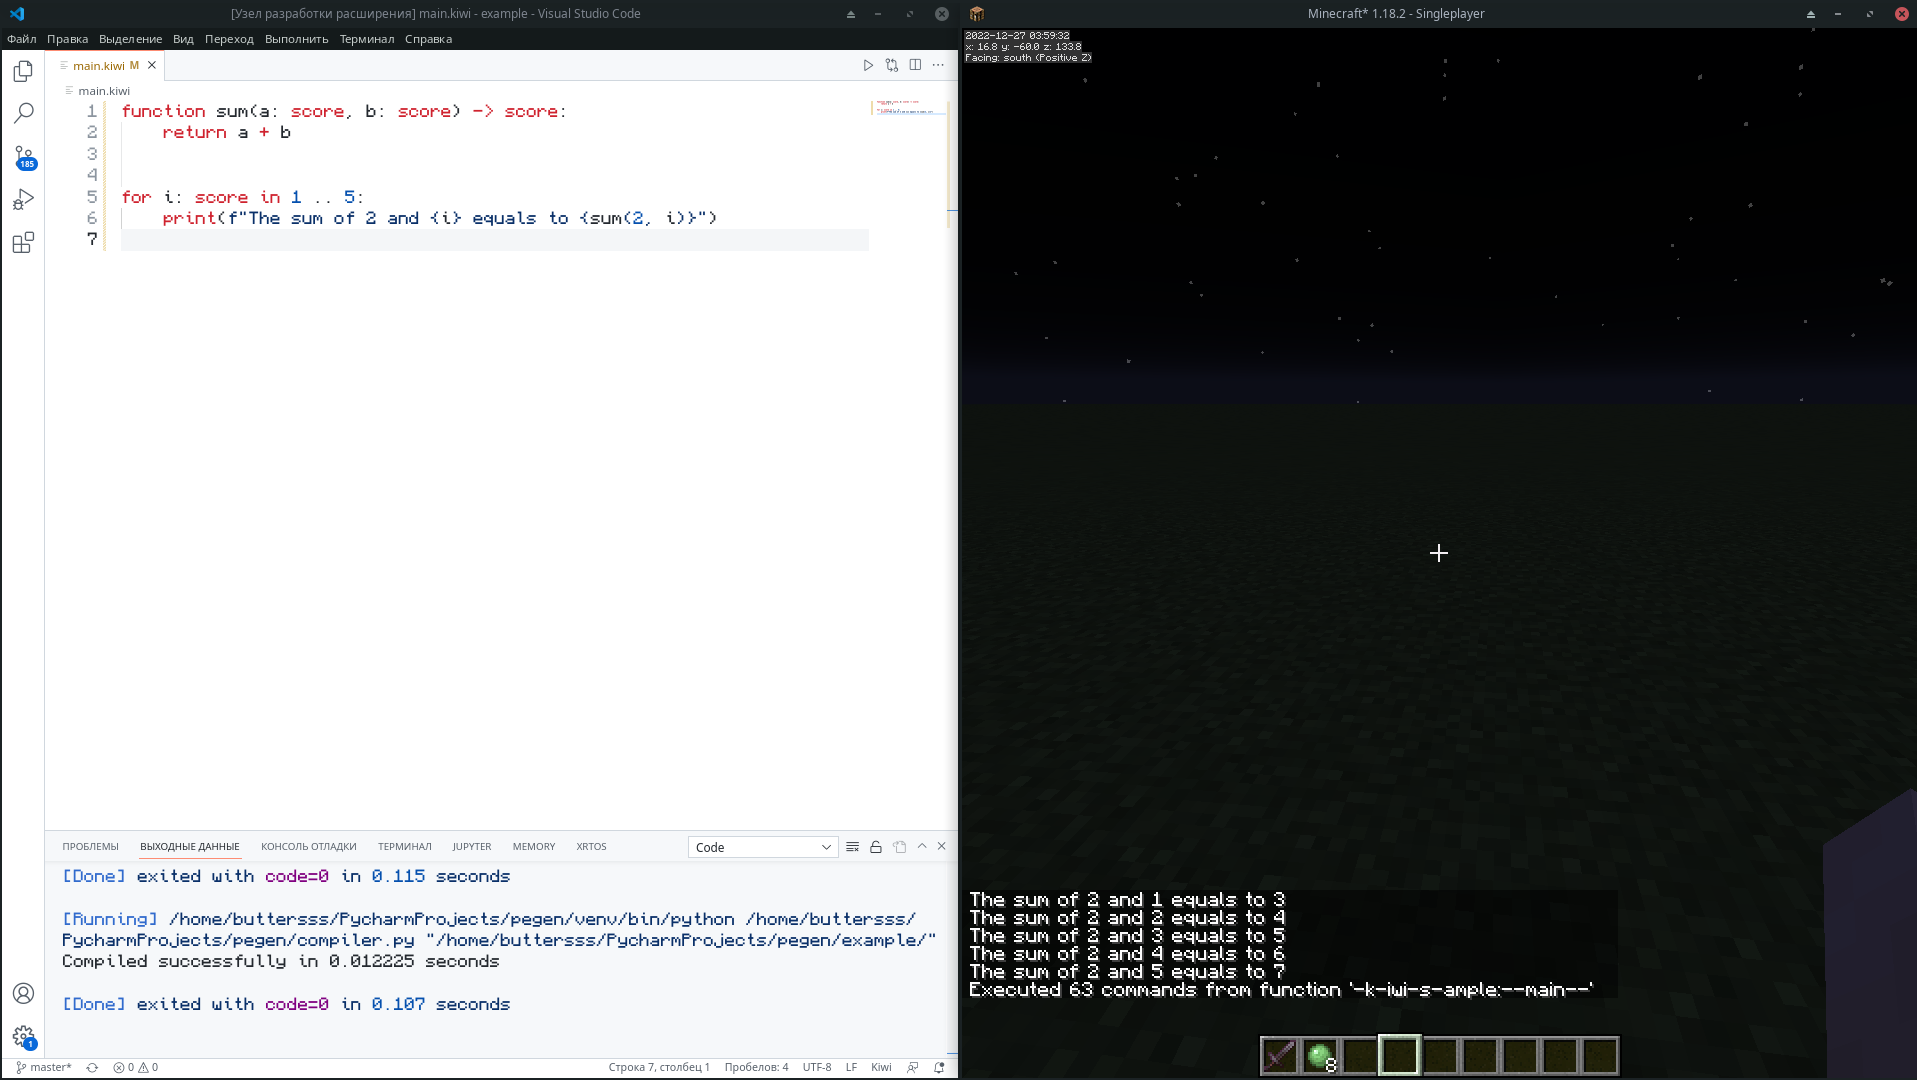 [Узел разработки расширения] main.kiwi - example - Visual Studio Code
Файл Правка Выделение Вид Переход Выполнить Терминал Справка
main.kiwi M
main.kiwi
1 function sum(a: score, b: score) -> score:
2 return a + b
3
4
5 for i: score in 1 .. 5:
6 print(f"The sum of 2 and {i} equals to {sum(2, i)}")
7
185
1
ПРОБЛЕМЫ ВЫХОДНЫЕ ДАННЫЕ КОНСОЛЬ ОТЛАДКИ ТЕРМИНАЛ JUPYTER MEMORY XRTOS Code
[Done] exited with code=0 in 0.115 seconds
[Running] /home/buttersss/PycharmProjects/pegen/venv/bin/python /home/buttersss/
PycharmProjects/pegen/compiler.py "/home/buttersss/PycharmProjects/pegen/example/"
Compiled successfully in 0.012225 seconds
[Done] exited with code=0 in 0.107 seconds
master* 0 0 Строка 7, столбец 1 Пробелов: 4 UTF-8 LF Kiwi
Minecraft* 1.18.2 - Singleplayer
2022-12-27 03:59:32
x: 16.8 y: -60.0 z: 133.8
Facing: south (Positive Z)
The sum of 2 and 1 equals to 3
The sum of 2 and 2 equals to 4
The sum of 2 and 3 equals to 5
The sum of 2 and 4 equals to 6
The sum of 2 and 5 equals to 7
Executed 63 commands from function '-k-iwi-s-ample:--main--'
8